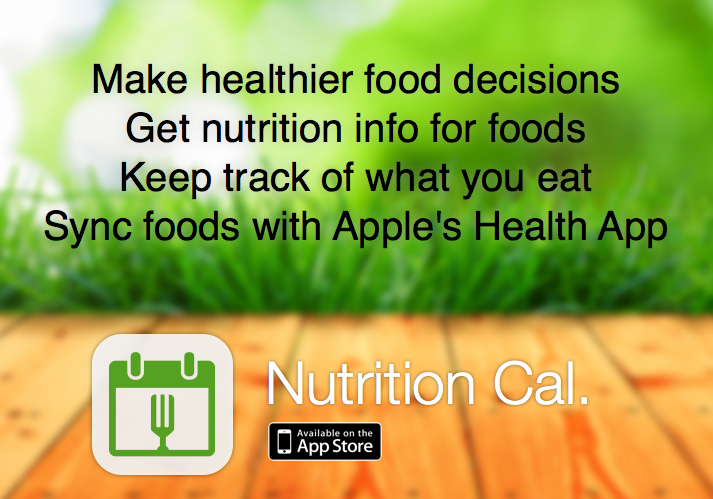 Make healthier food decisions
Get nutrition info for foods
Keep track of what you eat
Sync foods with Apple's Health App
Nutrition Cal.
Available on the
App Store